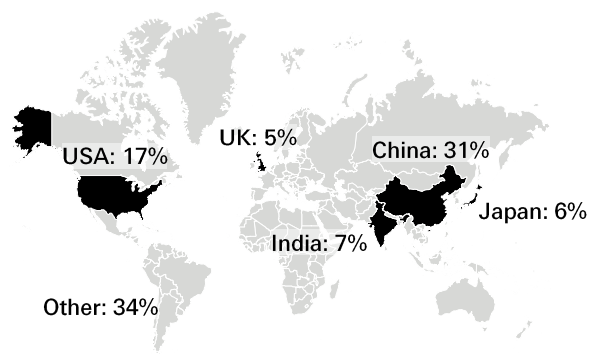 UK: 5%
USA: 17%
China: 31%
Japan: 6%
India: 7%
Other: 34%